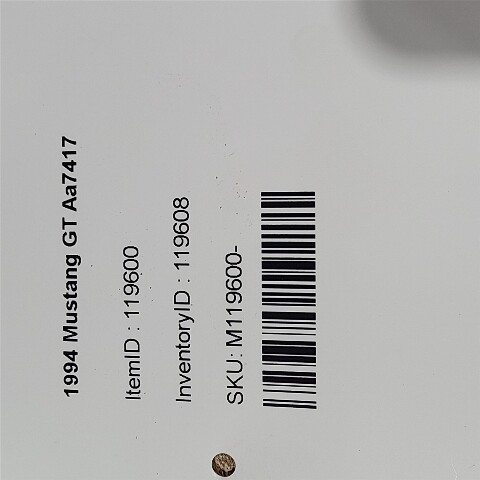 1994 Mustang GT Aa7417
ItemID : 119600
InventoryID : 119608
SKU: M119600-